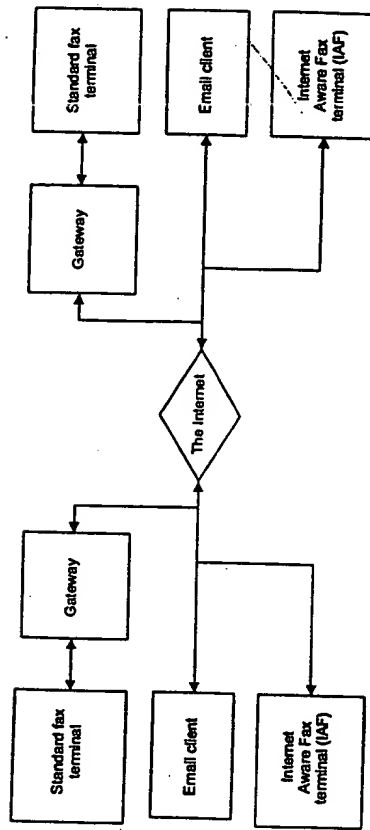 Standard fax
terminal
Gateway
Gateway
Standard fax
terminal
Email client
The Internet
Email client
Internet
Aware Fax
terminal (IAF)
Internet
Aware Fax
terminal (IAF)